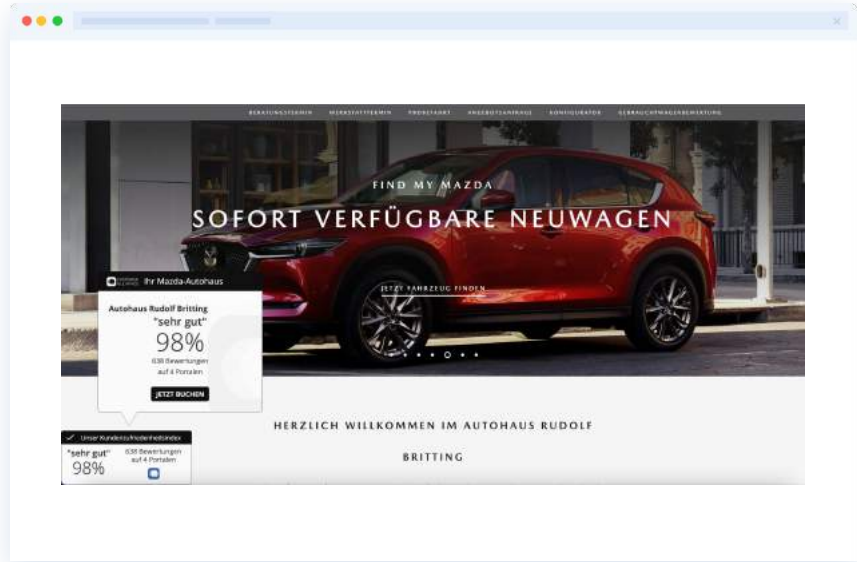 BERATUNGSTERMIN WERKSTATTTERMIN PROBEFAHRT ANGEBOTSANFRAGE KONFIGURATOR GEBRAUCHTWAGENBEWERTUNG
FIND MY MAZDA
SOFORT VERFÜGBARE NEUWAGEN
JETZT FAHRZEUG FINDEN
Ihr Mazda-Autohaus
Autohaus Rudolf Britting
"sehr gut"
98%
638 Bewertungen
auf 4 Portalen
JETZT BUCHEN
HERZLICH WILLKOMMEN IM AUTOHAUS RUDOLF
BRITTING
Unser Kundenzufriedenheitsindex
"sehr gut"
98%
638 Bewertungen
auf 4 Portalen